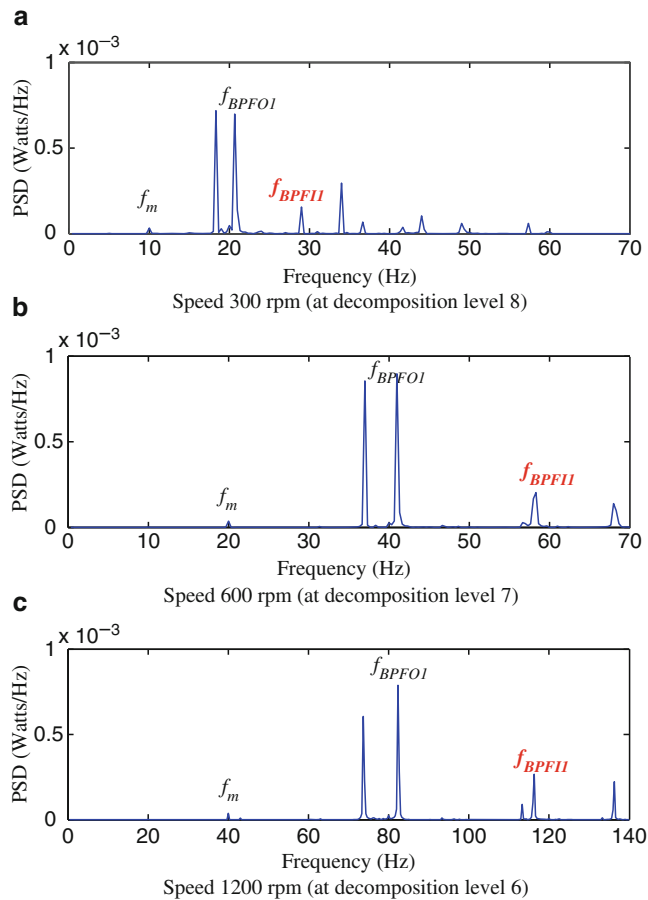 a
1 x 10⁻³
PSD (Watts/Hz)
0.5
0
f_BPFO1
f_m
f_BPFI1
0 10 20 30 40 50 60 70
Frequency (Hz)
Speed 300 rpm (at decomposition level 8)
b
1 x 10⁻³
PSD (Watts/Hz)
0.5
0
f_BPFO1
f_m
f_BPFI1
0 10 20 30 40 50 60 70
Frequency (Hz)
Speed 600 rpm (at decomposition level 7)
c
1 x 10⁻³
PSD (Watts/Hz)
0.5
0
f_BPFO1
f_m
f_BPFI1
0 20 40 60 80 100 120 140
Frequency (Hz)
Speed 1200 rpm (at decomposition level 6)